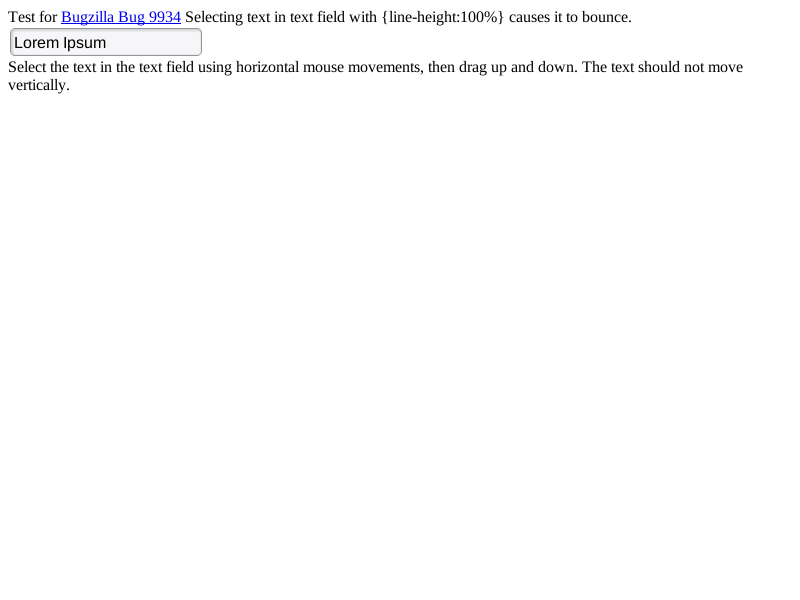 Test for Bugzilla Bug 9934 Selecting text in text field with {line-height:100%} causes it to bounce.
Lorem Ipsum
Select the text in the text field using horizontal mouse movements, then drag up and down. The text should not move
vertically.